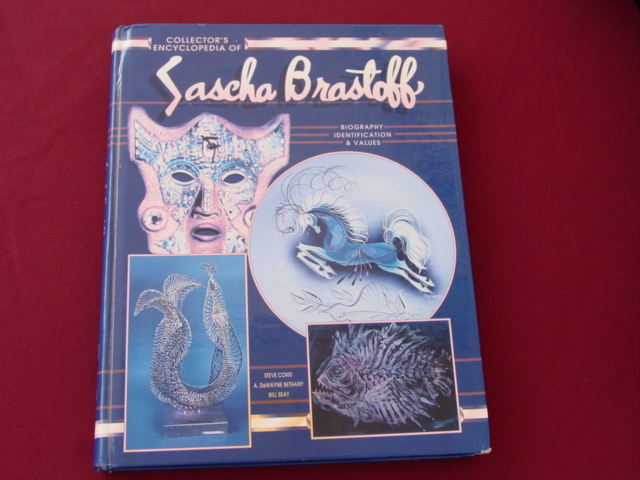 COLLECTOR'S
ENCYCLOPEDIA OF
Sascha Brastoff
BIOGRAPHY
IDENTIFICATION
& VALUES
STEVE CONTI
A. DeWAYNE BETHANY
BILL SEAY